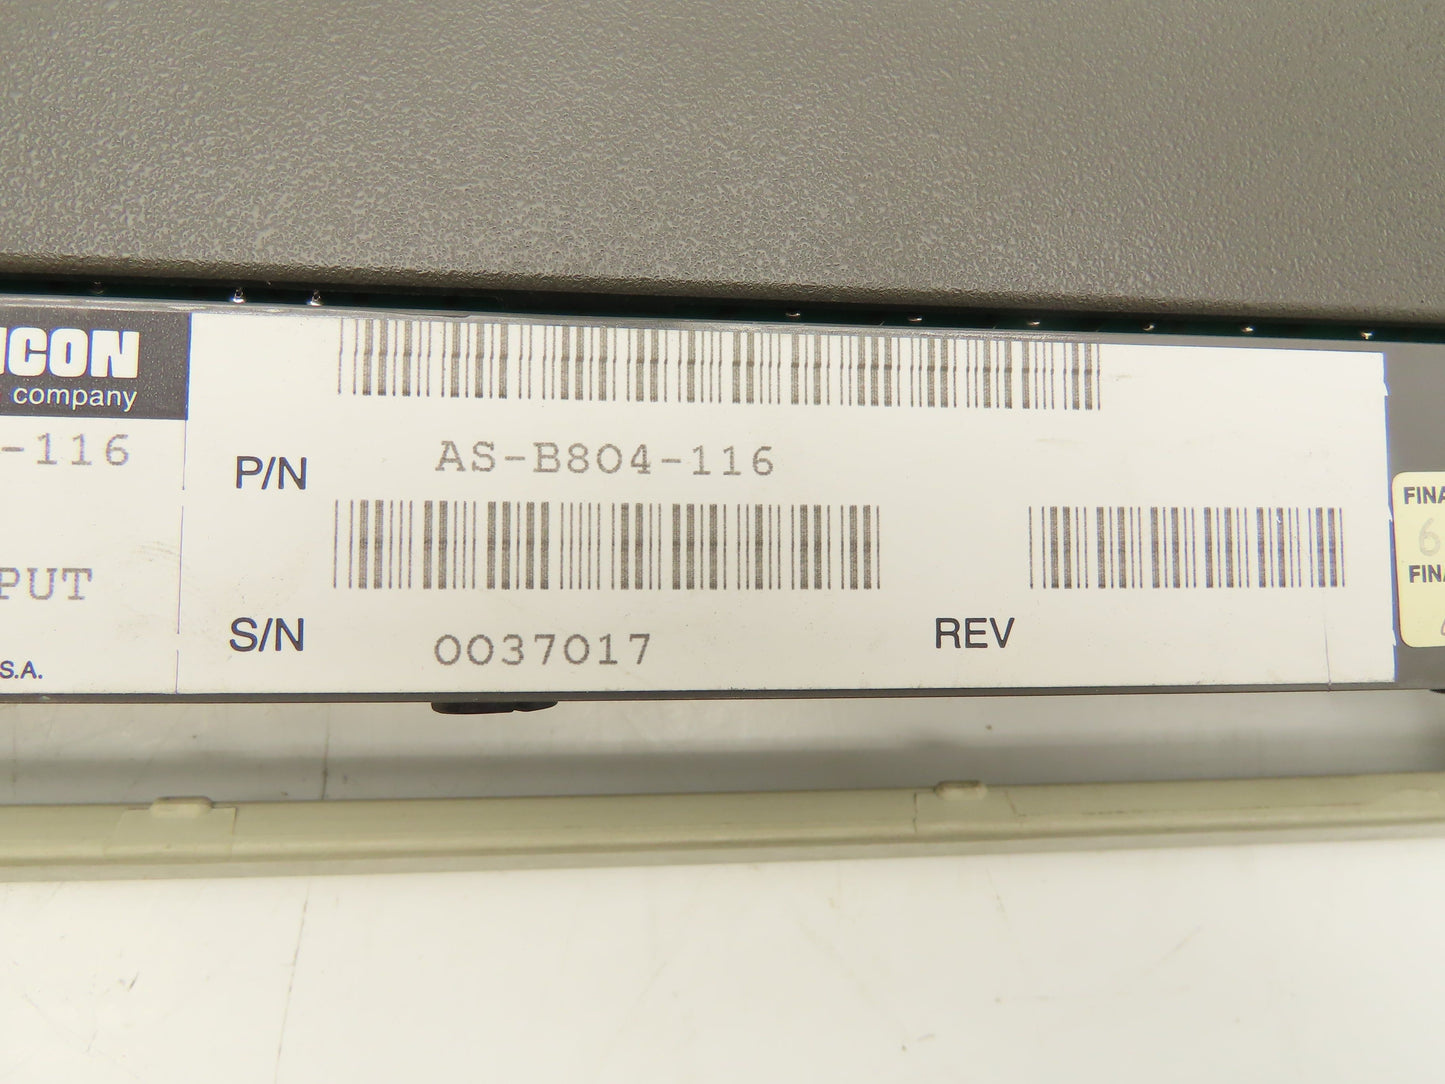 ICON
company
-116
PUT
S.A.
P/N AS-B804-116
S/N 0037017 REV
FINA
6
FINA